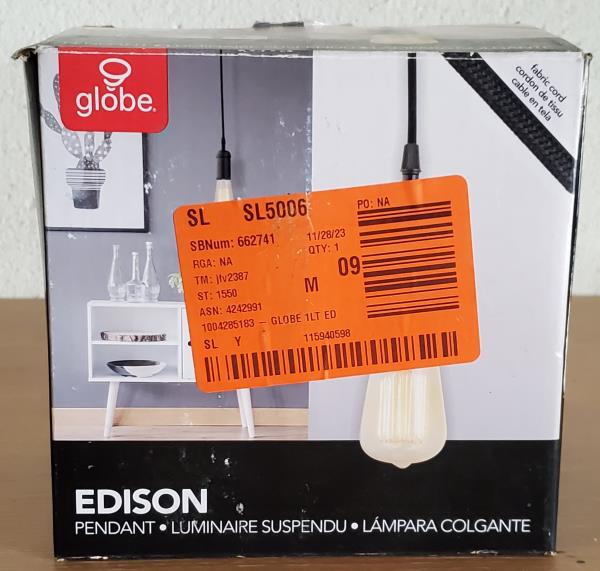 globe
fabric cord
cordon de tissu
cable en tela
SL SL5006
PO: NA
SBNum: 662741 11/28/23
RGA: NA QTY: 1
TM: jlv2387
ST: 1550 M 09
ASN: 4242991
1004285183 — GLOBE 1LT ED
SL Y 115940598
EDISON
PENDANT • LUMINAIRE SUSPENDU • LÁMPARA COLGANTE